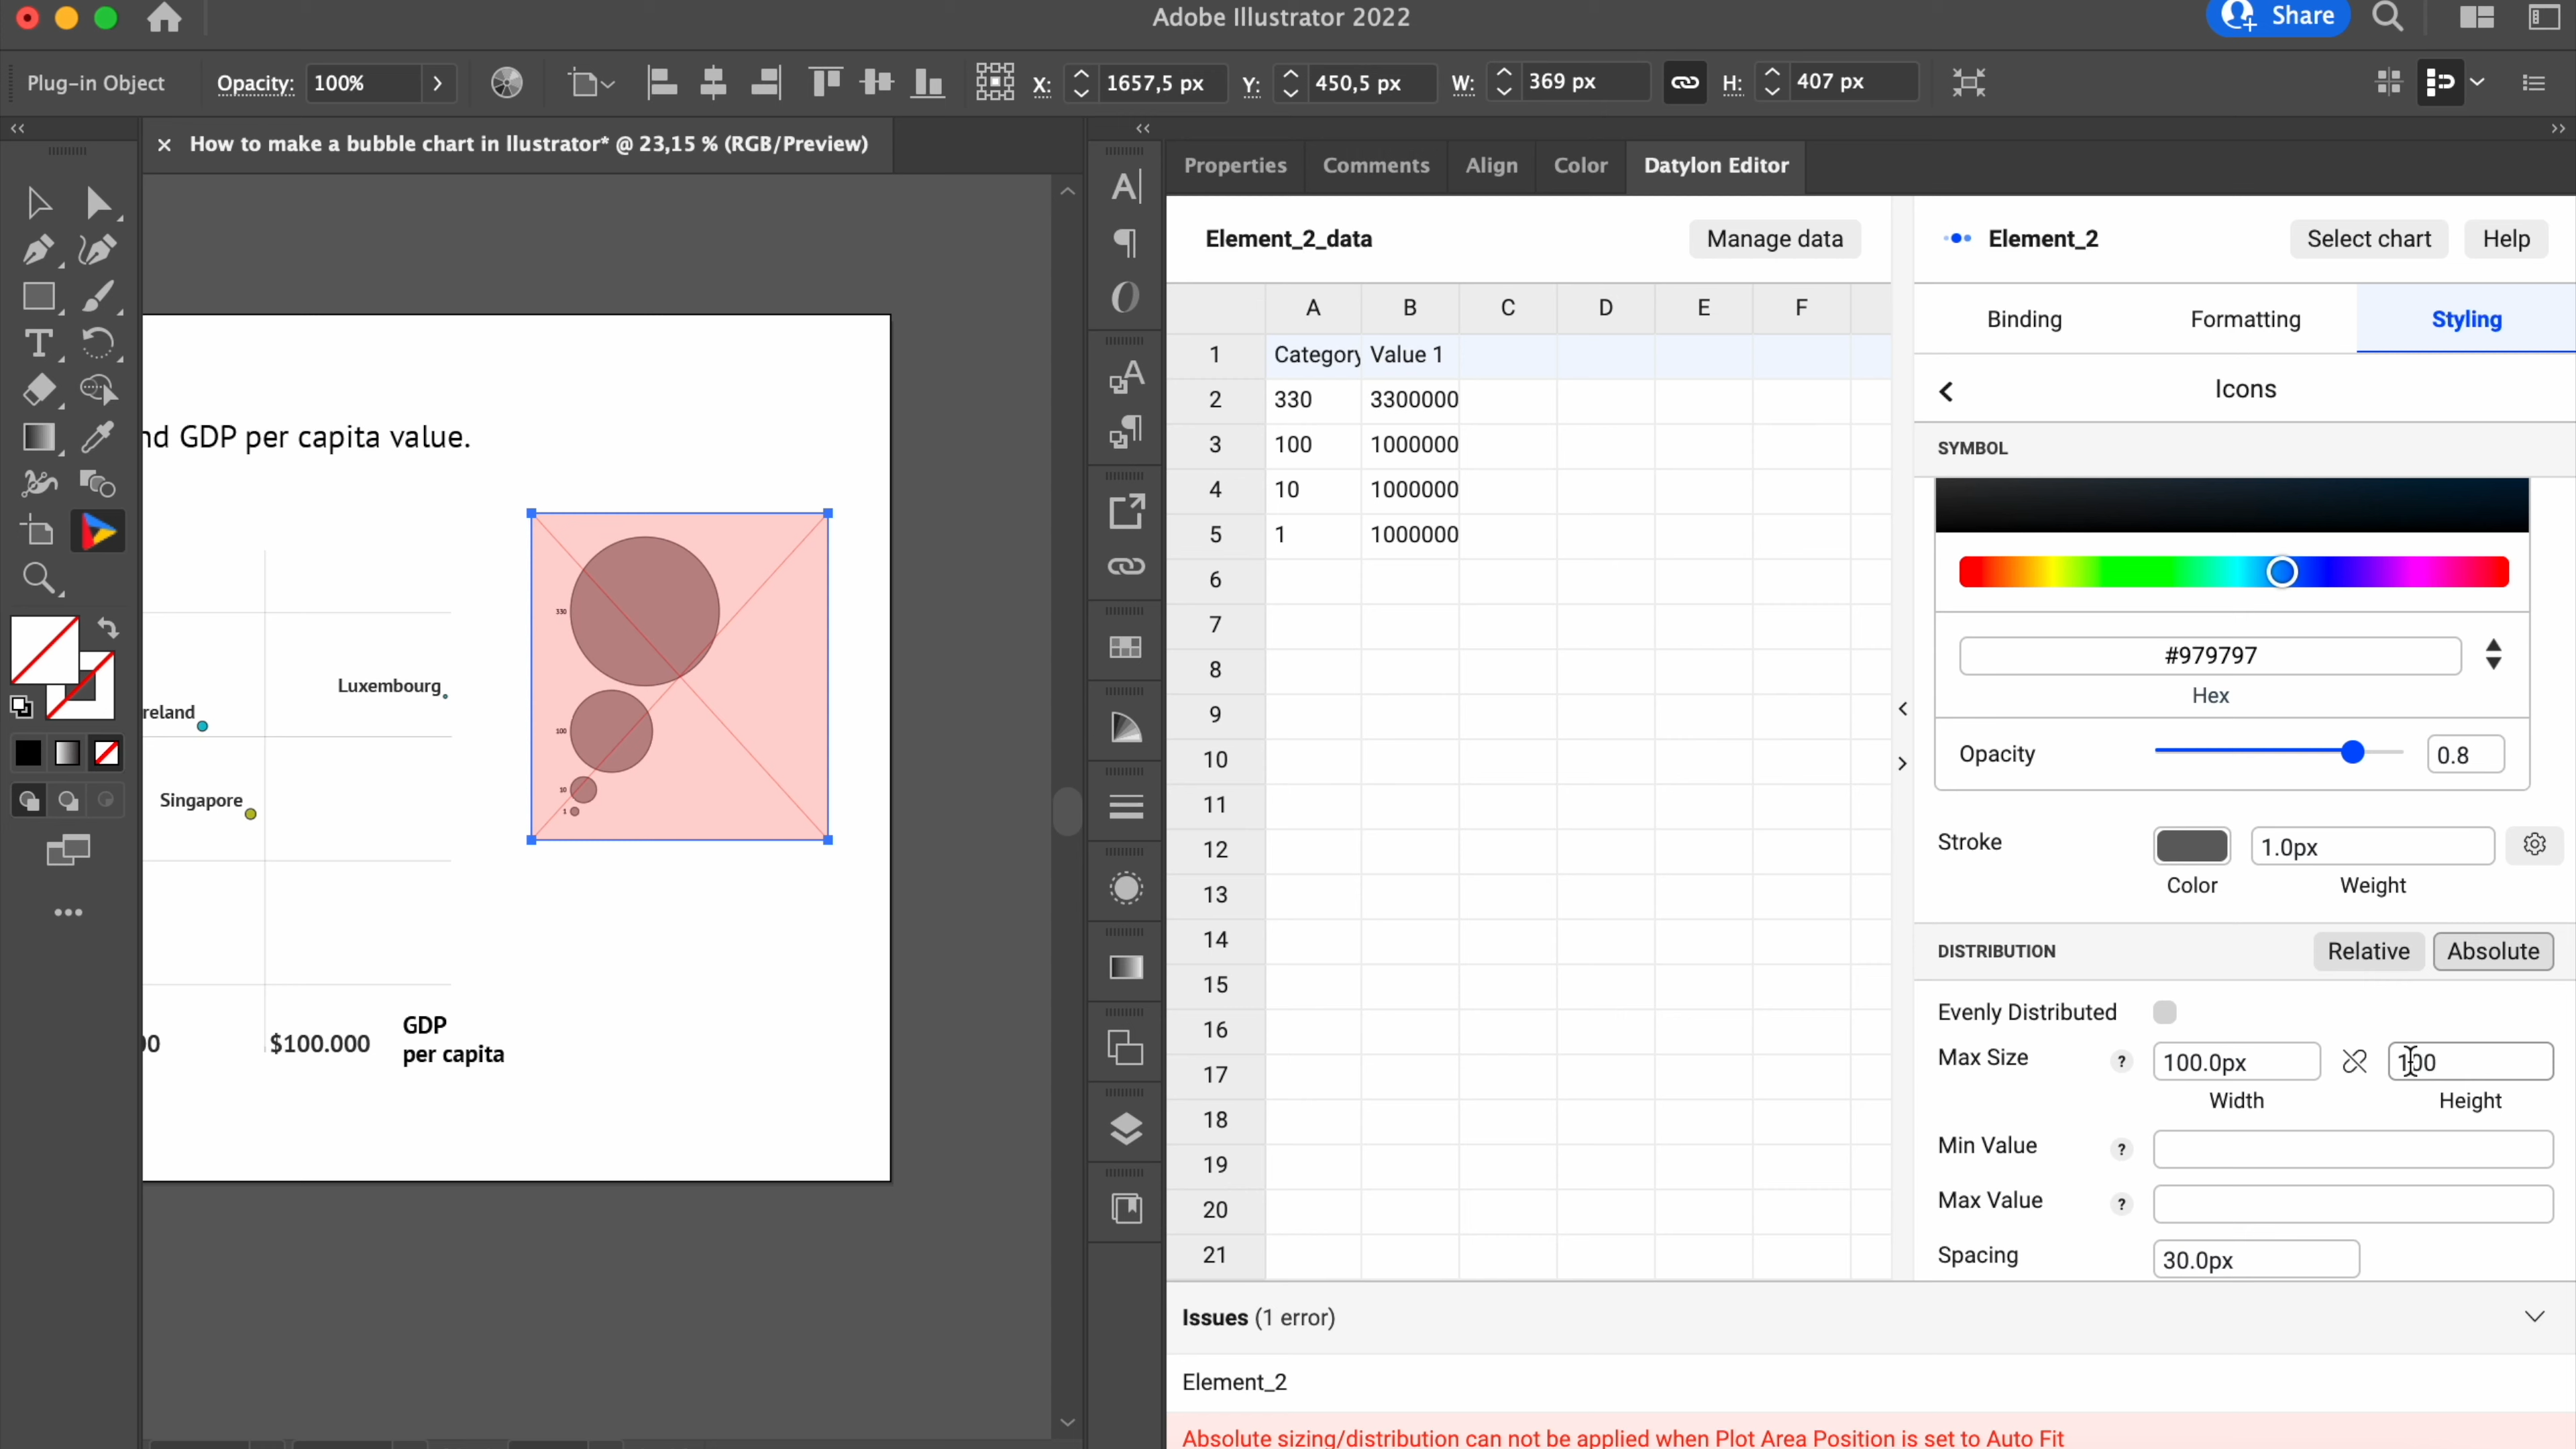 Adobe Illustrator 2022
Share
Plug-in Object
Opacity: 100%
X: 1657,5 px
Y: 450,5 px
W: 369 px
H: 407 px
How to make a bubble chart in Ilustrator* @ 23,15 % (RGB/Preview)
nd GDP per capita value.
Luxembourg
reland
Singapore
00
$100.000
GDP
per capita
330
100
10
1
Properties
Comments
Align
Color
Datylon Editor
Element_2_data
Manage data
A B C D E F
1 Category Value 1
2 330 3300000
3 100 1000000
4 10 1000000
5 1 1000000
6
7
8
9
10
11
12
13
14
15
16
17
18
19
20
21
Element_2
Select chart
Help
Binding
Formatting
Styling
Icons
SYMBOL
#979797
Hex
Opacity 0.8
Stroke 1.0px
Color Weight
DISTRIBUTION Relative Absolute
Evenly Distributed
Max Size ? 100.0px 100
Width Height
Min Value ?
Max Value ?
Spacing 30.0px
Issues (1 error)
Element_2
Absolute sizing/distribution can not be applied when Plot Area Position is set to Auto Fit